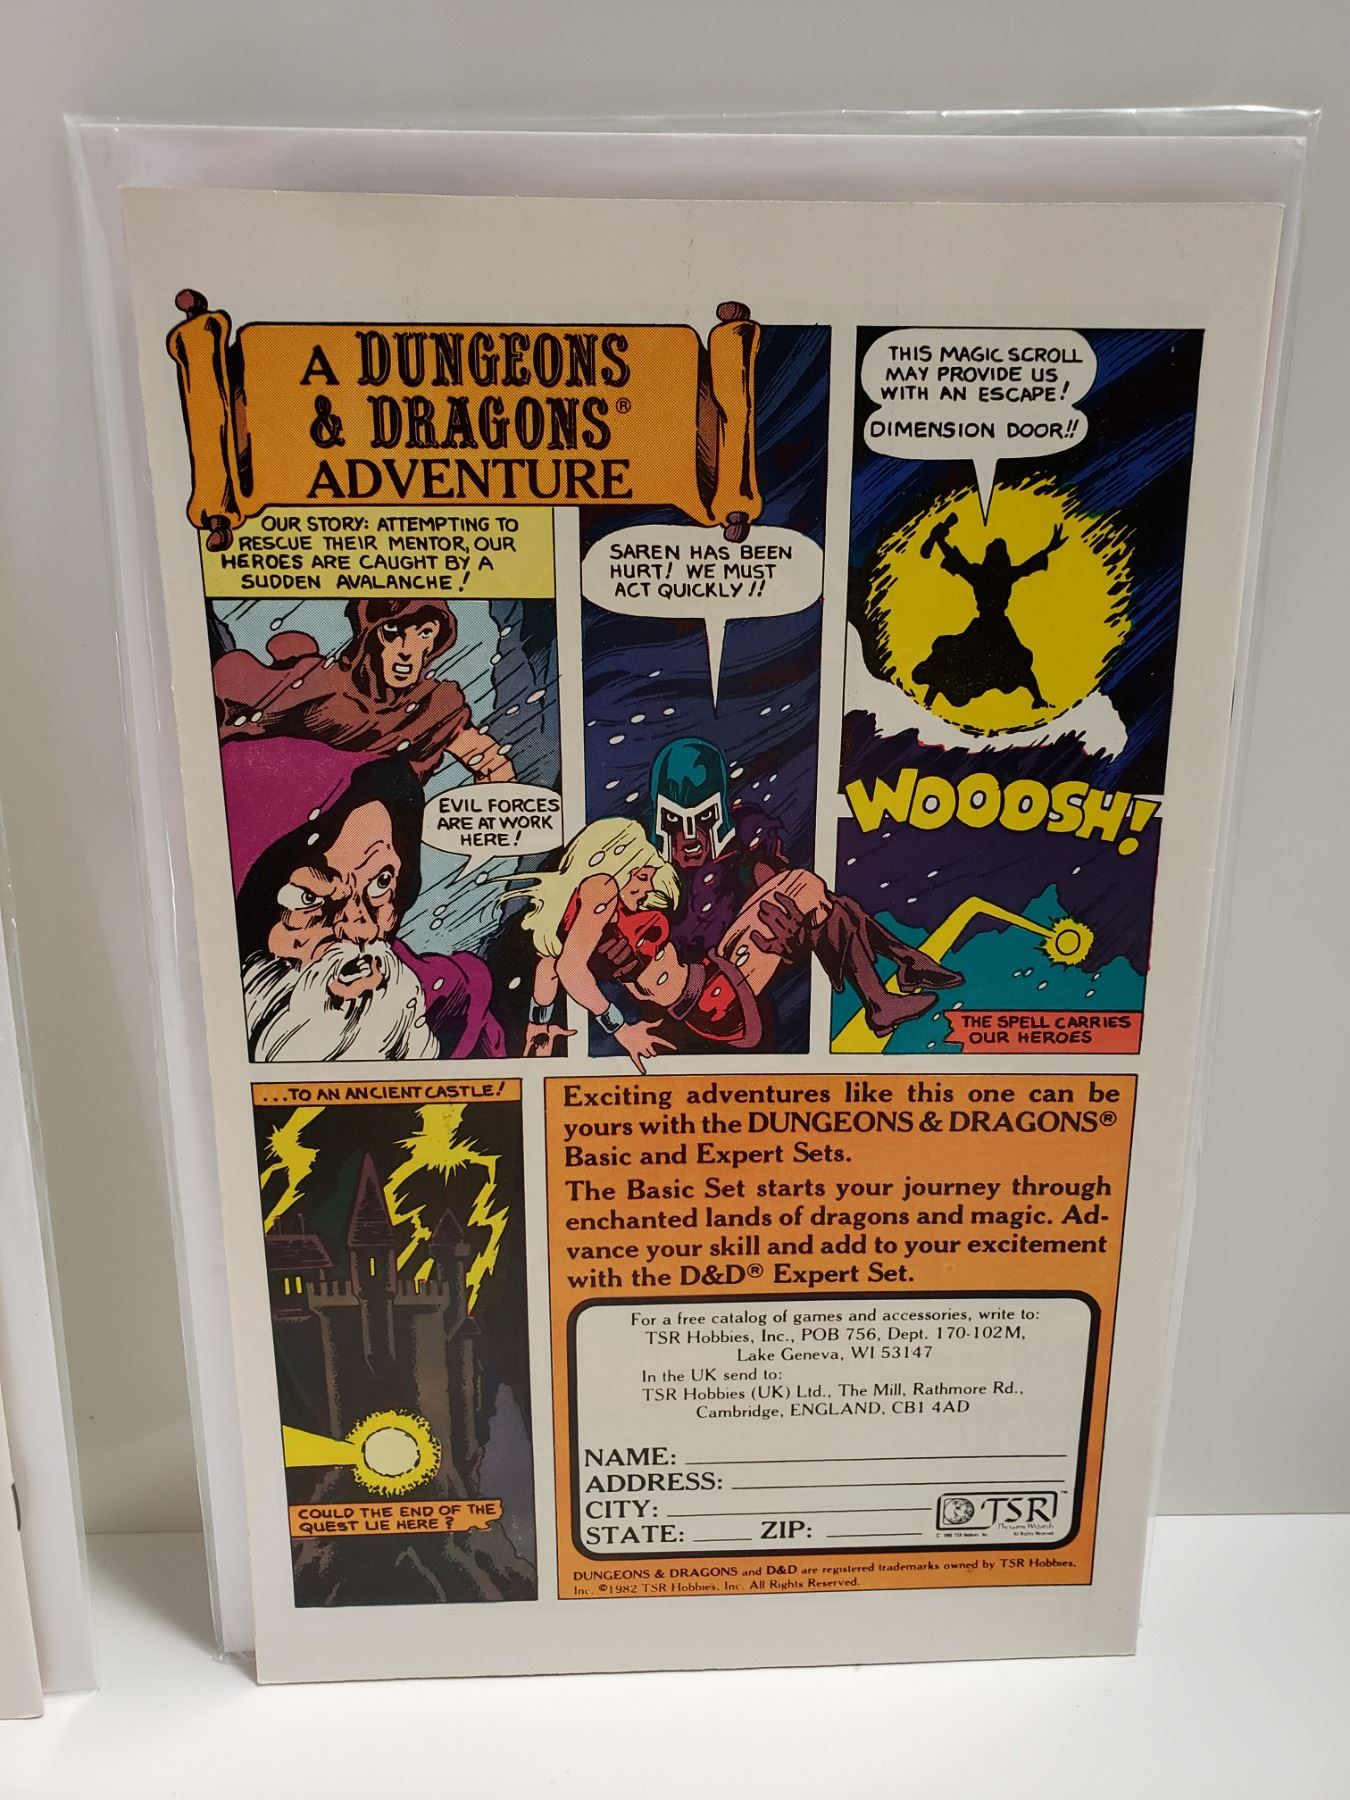 A DUNGEONS
& DRAGONS®
ADVENTURE
OUR STORY: ATTEMPTING TO
RESCUE THEIR MENTOR, OUR
HEROES ARE CAUGHT BY A
SUDDEN AVALANCHE!
EVIL FORCES
ARE AT WORK
HERE!
SAREN HAS BEEN
HURT! WE MUST
ACT QUICKLY!!
THIS MAGIC SCROLL
MAY PROVIDE US
WITH AN ESCAPE!
DIMENSION DOOR!!
WOOOSH!
THE SPELL CARRIES
OUR HEROES
...TO AN ANCIENT CASTLE!
COULD THE END OF THE
QUEST LIE HERE?
Exciting adventures like this one can be
yours with the DUNGEONS & DRAGONS®
Basic and Expert Sets.
The Basic Set starts your journey through
enchanted lands of dragons and magic. Ad-
vance your skill and add to your excitement
with the D&D® Expert Set.
For a free catalog of games and accessories, write to:
TSR Hobbies, Inc., POB 756, Dept. 170-102M,
Lake Geneva, WI 53147
In the UK send to:
TSR Hobbies (UK) Ltd., The Mill, Rathmore Rd.,
Cambridge, ENGLAND, CB1 4AD
NAME:
ADDRESS:
CITY:
STATE: ZIP:
TSR™
The Game Wizards
DUNGEONS & DRAGONS and D&D are registered trademarks owned by TSR Hobbies,
Inc. ©1982 TSR Hobbies, Inc. All Rights Reserved.